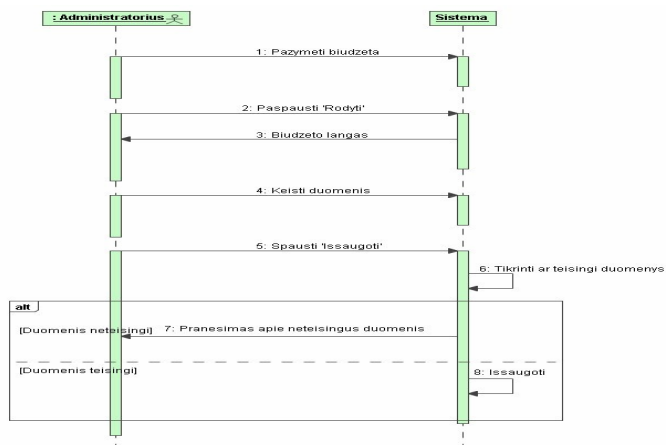 : Administratorius
Sistema
1: Pazymeti biudzeta
2: Paspausti 'Rodyti'
3: Biudzeto langas
4: Keisti duomenis
5: Spausti 'Issaugoti'
6: Tikrinti ar teisingi duomenys
alt
[Duomenis neteisingi]
7: Pranesimas apie neteisingus duomenis
[Duomenis teisingi]
8: Issaugoti